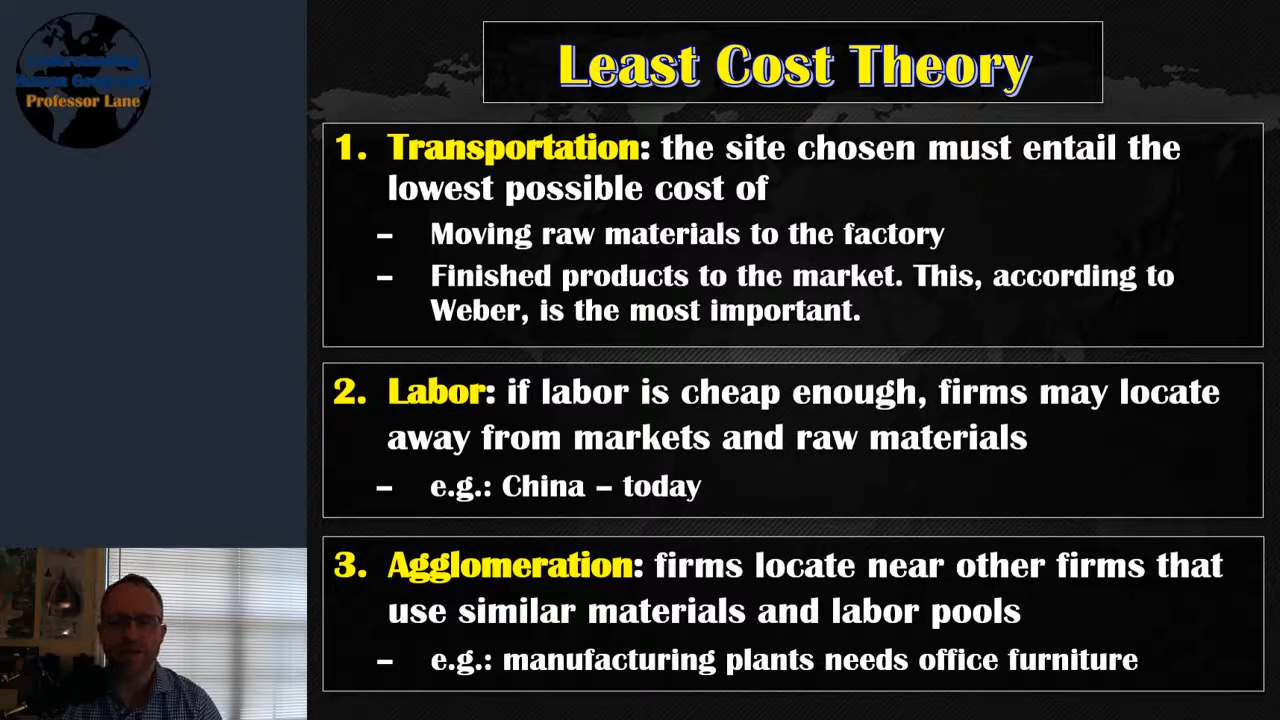 Understanding
Human Geography
Professor Lane
Least Cost Theory
1. Transportation: the site chosen must entail the
lowest possible cost of
– Moving raw materials to the factory
– Finished products to the market. This, according to
Weber, is the most important.
2. Labor: if labor is cheap enough, firms may locate
away from markets and raw materials
– e.g.: China – today
3. Agglomeration: firms locate near other firms that
use similar materials and labor pools
– e.g.: manufacturing plants needs office furniture